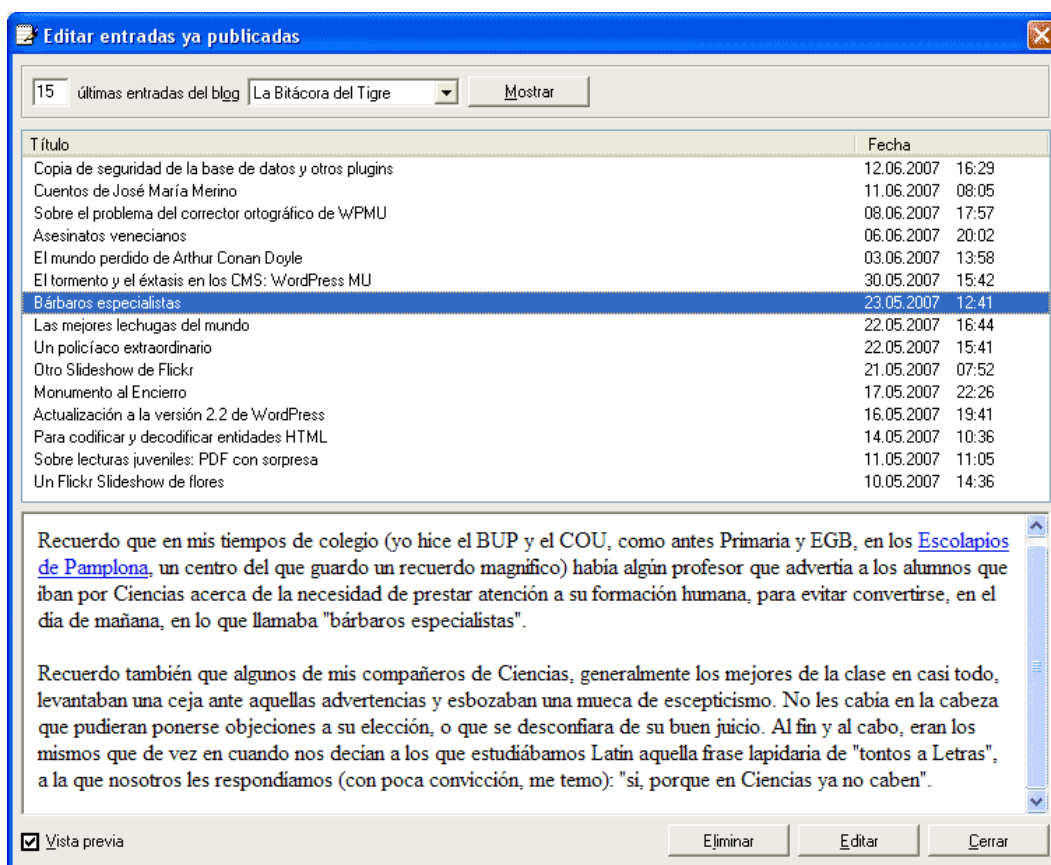 Editar entradas ya publicadas
15 últimas entradas del blog La Bitácora del Tigre Mostrar
Título Fecha
Copia de seguridad de la base de datos y otros plugins 12.06.2007 16:29
Cuentos de José María Merino 11.06.2007 08:05
Sobre el problema del corrector ortográfico de WPMU 08.06.2007 17:57
Asesinatos venecianos 06.06.2007 20:02
El mundo perdido de Arthur Conan Doyle 03.06.2007 13:58
El tormento y el éxtasis en los CMS: WordPress MU 30.05.2007 15:42
Bárbaros especialistas 23.05.2007 12:41
Las mejores lechugas del mundo 22.05.2007 16:44
Un policíaco extraordinario 22.05.2007 15:41
Otro Slideshow de Flickr 21.05.2007 07:52
Monumento al Encierro 17.05.2007 22:26
Actualización a la versión 2.2 de WordPress 16.05.2007 19:41
Para codificar y decodificar entidades HTML 14.05.2007 10:36
Sobre lecturas juveniles: PDF con sorpresa 11.05.2007 11:05
Un Flickr Slideshow de flores 10.05.2007 14:36
Recuerdo que en mis tiempos de colegio (yo hice el BUP y el COU, como antes Primaria y EGB, en los Escolapios
de Pamplona, un centro del que guardo un recuerdo magnífico) había algún profesor que advertía a los alumnos que
iban por Ciencias acerca de la necesidad de prestar atención a su formación humana, para evitar convertirse, en el
día de mañana, en lo que llamaba "bárbaros especialistas".
Recuerdo también que algunos de mis compañeros de Ciencias, generalmente los mejores de la clase en casi todo,
levantaban una ceja ante aquellas advertencias y esbozaban una mueca de escepticismo. No les cabía en la cabeza
que pudieran ponerse objeciones a su elección, o que se desconfiara de su buen juicio. Al fin y al cabo, eran los
mismos que de vez en cuando nos decían a los que estudiábamos Latín aquella frase lapidaria de "tontos a Letras",
a la que nosotros les respondíamos (con poca convicción, me temo): "sí, porque en Ciencias ya no caben".
Vista previa Eliminar Editar Cerrar